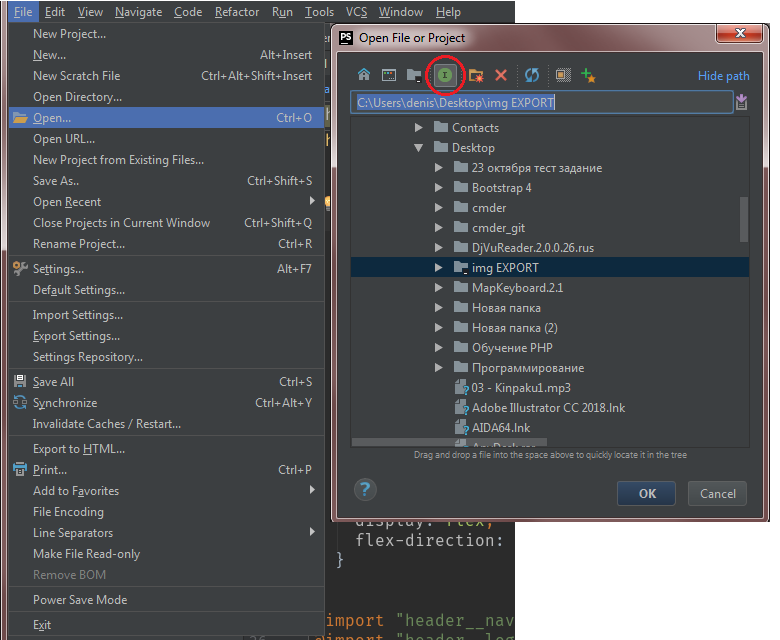 File Edit View Navigate Code Refactor Run Tools VCS Window Help
New Project...
New... Alt+Insert
New Scratch File Ctrl+Alt+Shift+Insert
Open Directory...
Open... Ctrl+O
Open URL...
New Project from Existing Files...
Save As.. Ctrl+Shift+S
Open Recent
Close Projects in Current Window Ctrl+Shift+Q
Rename Project... Ctrl+R
Settings... Alt+F7
Default Settings...
Import Settings...
Export Settings...
Settings Repository...
Save All Ctrl+S
Synchronize Ctrl+Alt+Y
Invalidate Caches / Restart...
Export to HTML...
Print... Ctrl+P
Add to Favorites
File Encoding
Line Separators
Make File Read-only
Remove BOM
Power Save Mode
Exit
PS Open File or Project
I
Hide path
C:\Users\denis\Desktop\img EXPORT
Contacts
Desktop
23 октября тест задание
Bootstrap 4
cmder
cmder_git
DjVuReader.2.0.0.26.rus
img EXPORT
MapKeyboard.2.1
Новая папка
Новая папка (2)
Обучение PHP
Программирование
03 - Kinpaku1.mp3
Adobe Illustrator CC 2018.lnk
AIDA64.lnk
Drag and drop a file into the space above to quickly locate it in the tree
?
OK Cancel
display: flex;
flex-direction:
}
import "header__nav